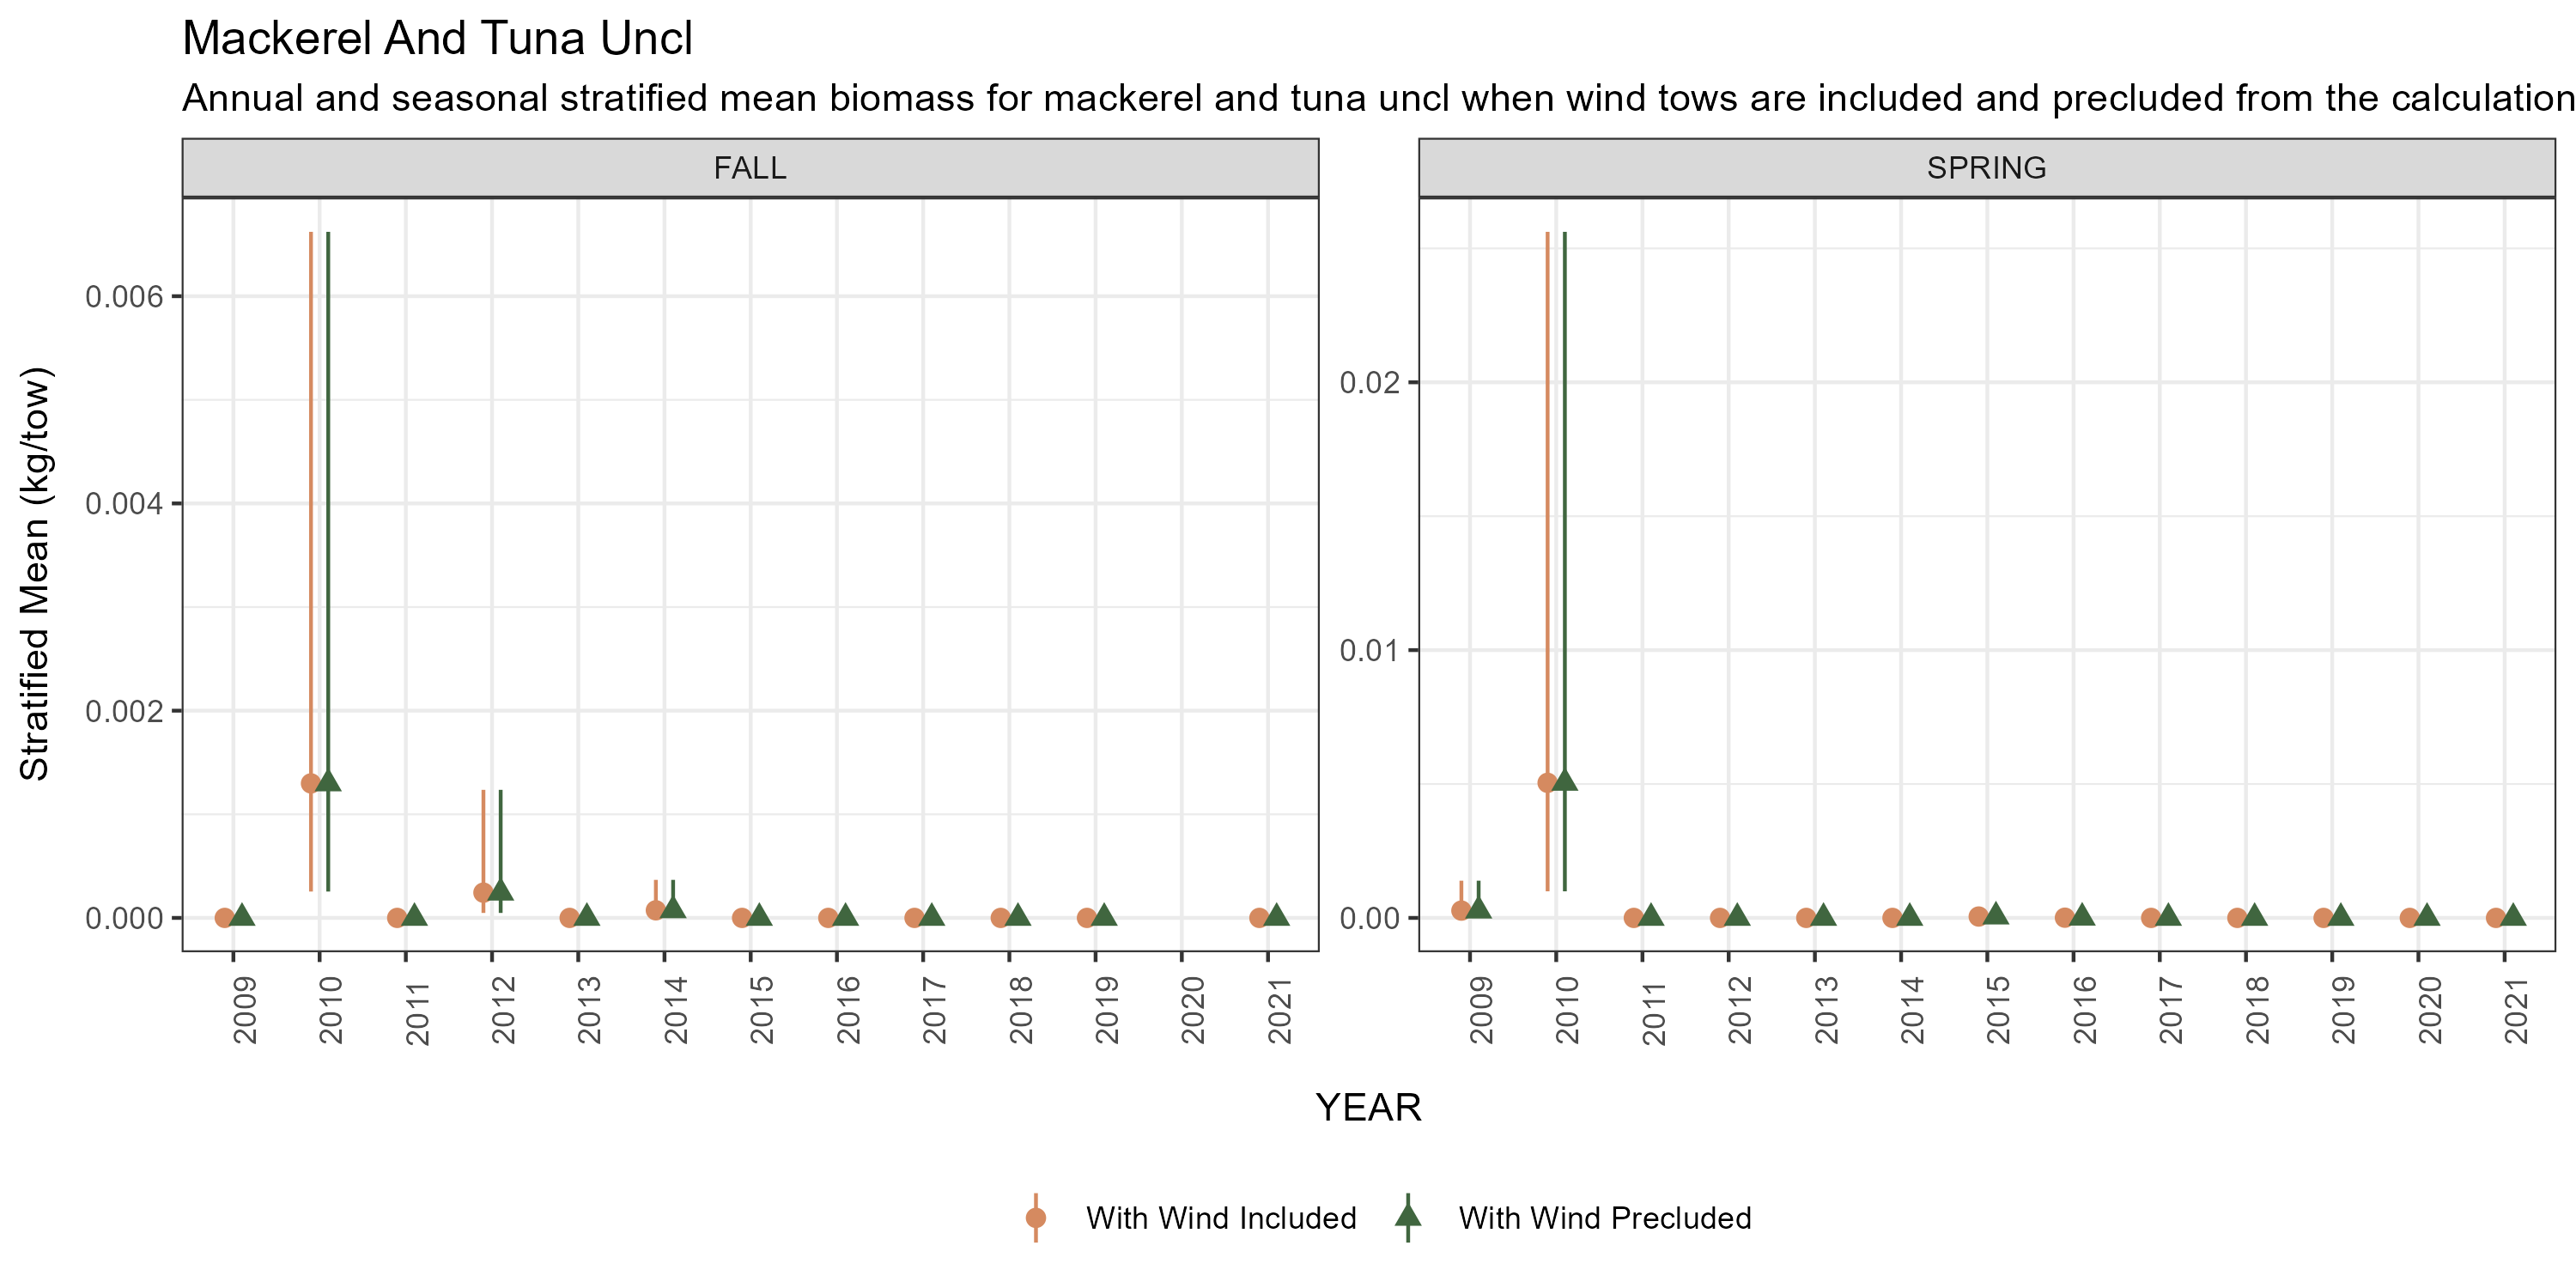 Mackerel And Tuna Uncl
Annual and seasonal stratified mean biomass for mackerel and tuna uncl when wind tows are included and precluded from the calculation
FALL
SPRING
Stratified Mean (kg/tow)
0.006
0.004
0.002
0.000
0.02
0.01
0.00
2009 2010 2011 2012 2013 2014 2015 2016 2017 2018 2019 2020 2021
2009 2010 2011 2012 2013 2014 2015 2016 2017 2018 2019 2020 2021
YEAR
With Wind Included
With Wind Precluded